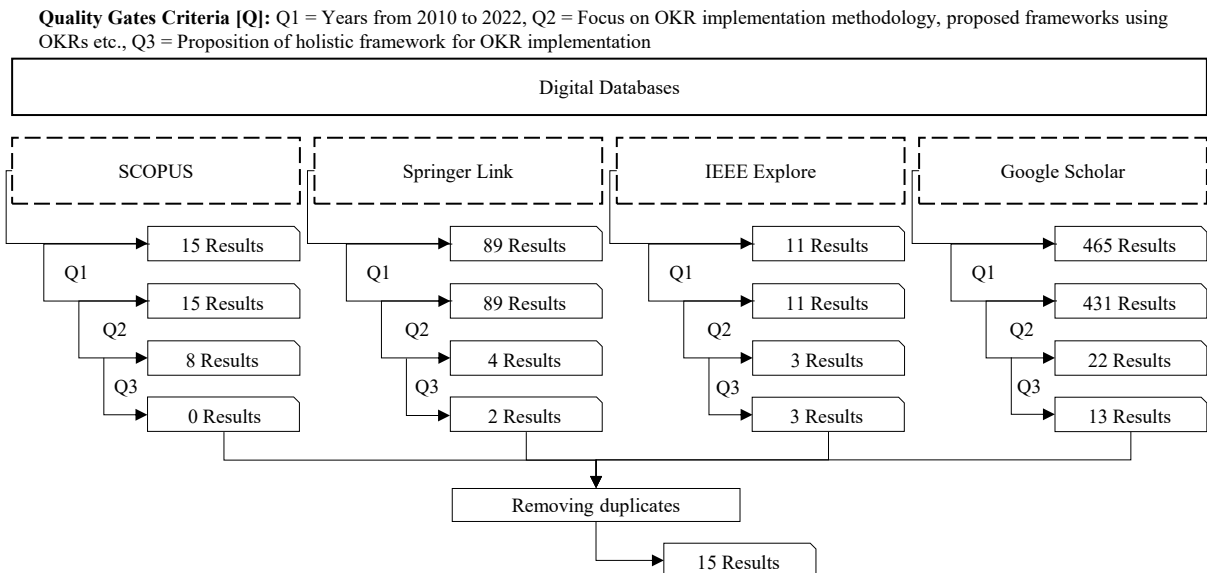 Quality Gates Criteria [Q]: Q1 = Years from 2010 to 2022, Q2 = Focus on OKR implementation methodology, proposed frameworks using
OKRs etc., Q3 = Proposition of holistic framework for OKR implementation
Digital Databases
SCOPUS
Springer Link
IEEE Explore
Google Scholar
15 Results
89 Results
11 Results
465 Results
Q1
Q1
Q1
Q1
15 Results
89 Results
11 Results
431 Results
Q2
Q2
Q2
Q2
8 Results
4 Results
3 Results
22 Results
Q3
Q3
Q3
Q3
0 Results
2 Results
3 Results
13 Results
Removing duplicates
15 Results